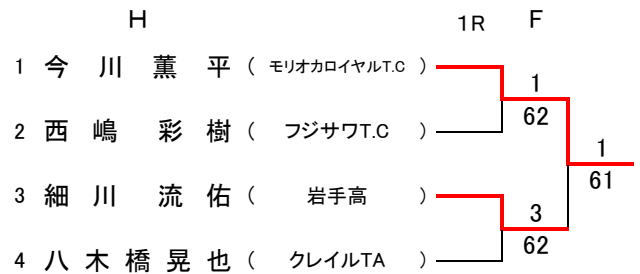 H 1R F
1 今川 薫平 ( モリオカロイヤルT.C )
1
62
2 西嶋 彩樹 ( フジサワT.C )
1
61
3 細川 流佑 ( 岩手高 )
3
62
4 八木橋晃也 ( クレイルTA )